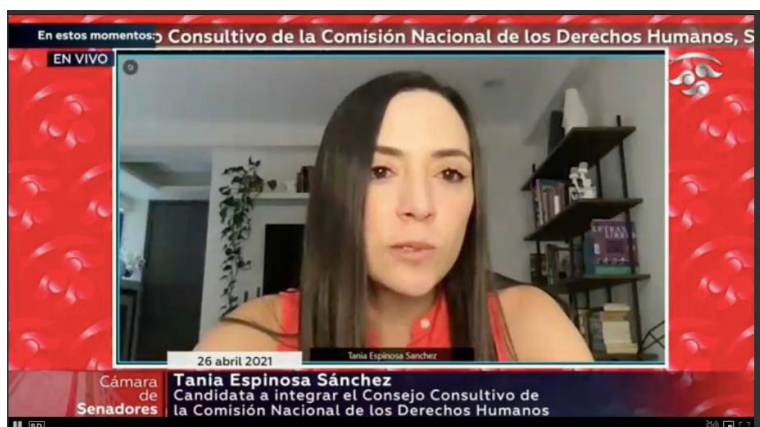 En estos momentos: o Consultivo de la Comisión Nacional de los Derechos Humanos, S
EN VIVO
LETRAS LIBRES
Tania Espinosa Sanchez
26 abril 2021
Cámara
de
Senadores
Tania Espinosa Sánchez
Candidata a integrar el Consejo Consultivo de
la Comisión Nacional de los Derechos Humanos